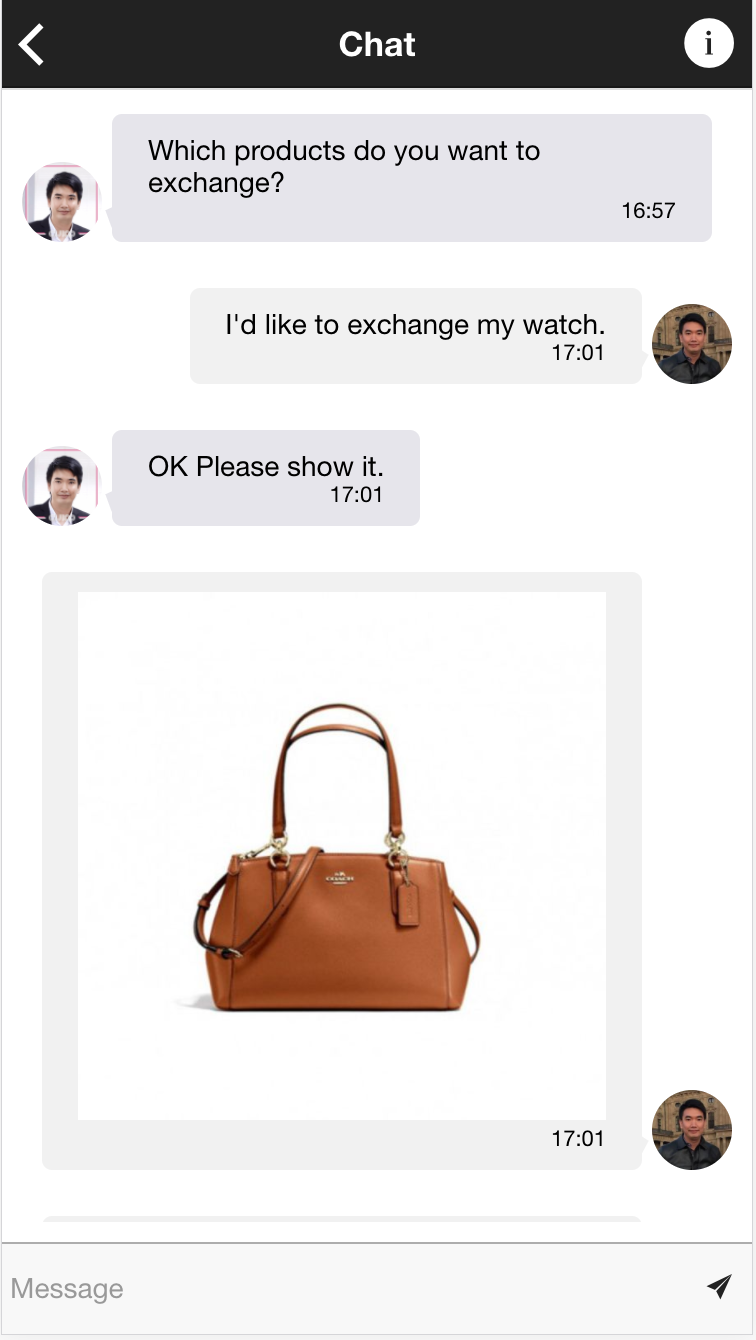 Chat
i
Which products do you want to
exchange?
16:57
I'd like to exchange my watch.
17:01
OK Please show it.
17:01
COACH
17:01
Message